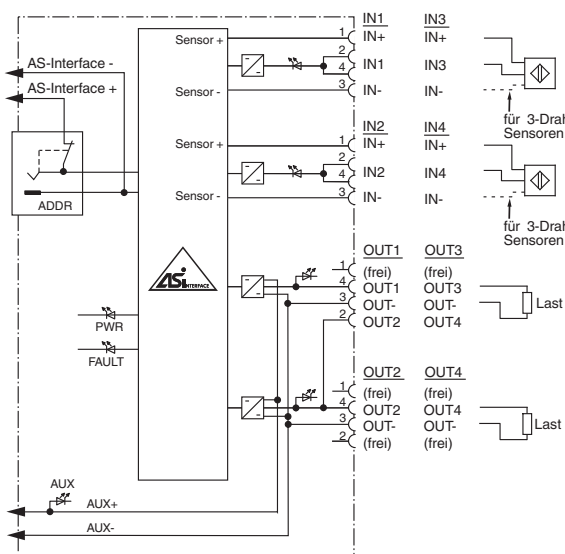 IN1 IN3
Sensor + 1 IN+ IN+
2
AS-Interface - 4 IN1 IN3
AS-Interface + Sensor - 3 IN- IN-
für 3-Drah
Sensoren
IN2 IN4
Sensor + 1 IN+ IN+
2
4 IN2 IN4
ADDR Sensor - 3 IN- IN-
für 3-Drah
Sensoren
OUT1 OUT3
1 (frei) (frei)
ASi INTERFACE 4 OUT1 OUT3
3 OUT- OUT- Last
PWR 2 OUT2 OUT4
FAULT
OUT2 OUT4
1 (frei) (frei)
4 OUT2 OUT4
3 OUT- OUT- Last
2 (frei) (frei)
AUX
AUX+
AUX-